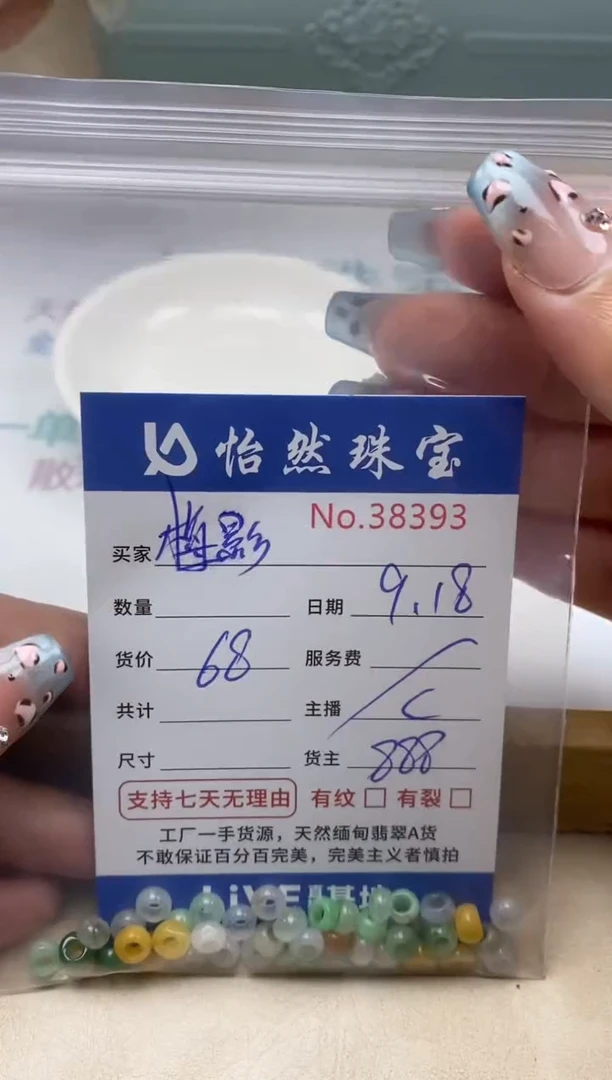 怡然珠宝
No.38393
买家 梅影
数量 日期 9.18
货价 68 服务费 /
共计 主播 C
尺寸 货主 888
支持七天无理由 有纹 □ 有裂 □
工厂一手货源，天然缅甸翡翠A货
不敢保证百分百完美，完美主义者慎拍